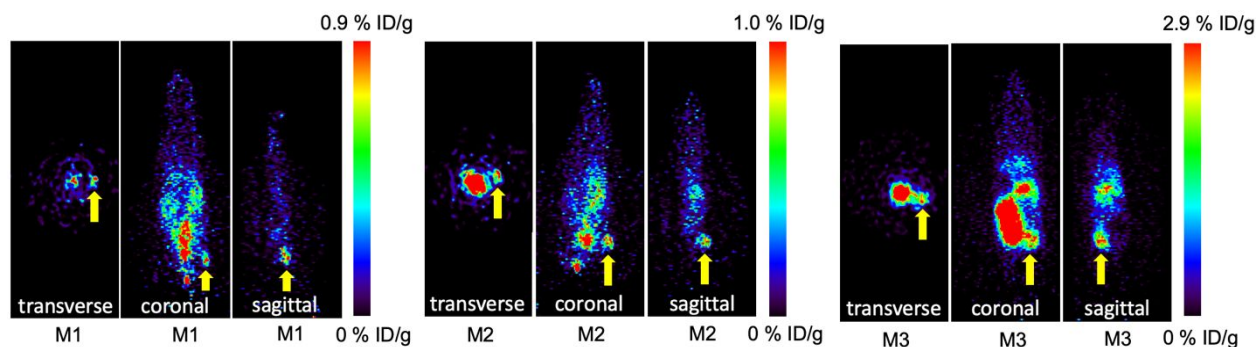 0.9 % ID/g
transverse coronal sagittal
M1 M1 M1
0 % ID/g
1.0 % ID/g
transverse coronal sagittal
M2 M2 M2
0 % ID/g
2.9 % ID/g
transverse coronal sagittal
M3 M3 M3
0 % ID/g